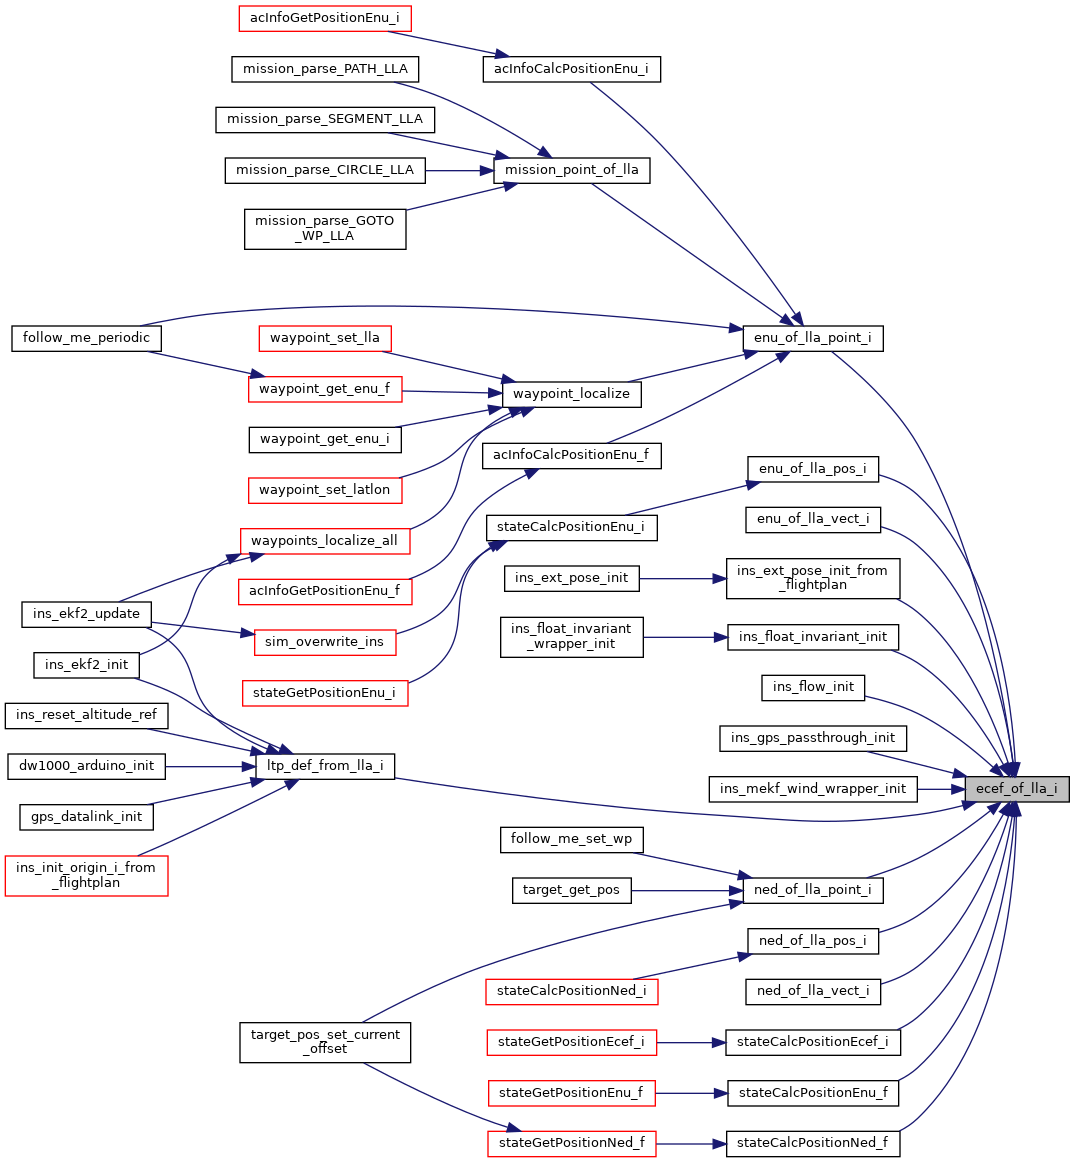 acInfoGetPositionEnu_i
mission_parse_PATH_LLA
acInfoCalcPositionEnu_i
mission_parse_SEGMENT_LLA
mission_parse_CIRCLE_LLA
mission_point_of_lla
mission_parse_GOTO
_WP_LLA
follow_me_periodic
waypoint_set_lla
enu_of_lla_point_i
waypoint_get_enu_f
waypoint_localize
waypoint_get_enu_i
acInfoCalcPositionEnu_f
enu_of_lla_pos_i
waypoint_set_latlon
enu_of_lla_vect_i
stateCalcPositionEnu_i
waypoints_localize_all
ins_ext_pose_init
ins_ext_pose_init_from
_flightplan
acInfoGetPositionEnu_f
ins_ekf2_update
sim_overwrite_ins
ins_float_invariant
_wrapper_init
ins_float_invariant_init
ins_ekf2_init
stateGetPositionEnu_i
ins_flow_init
ins_reset_altitude_ref
ins_gps_passthrough_init
dw1000_arduino_init
ltp_def_from_lla_i
ins_mekf_wind_wrapper_init
ecef_of_lla_i
gps_datalink_init
follow_me_set_wp
ins_init_origin_i_from
_flightplan
target_get_pos
ned_of_lla_point_i
ned_of_lla_pos_i
stateCalcPositionNed_i
ned_of_lla_vect_i
target_pos_set_current
_offset
stateGetPositionEcef_i
stateCalcPositionEcef_i
stateGetPositionEnu_f
stateCalcPositionEnu_f
stateGetPositionNed_f
stateCalcPositionNed_f